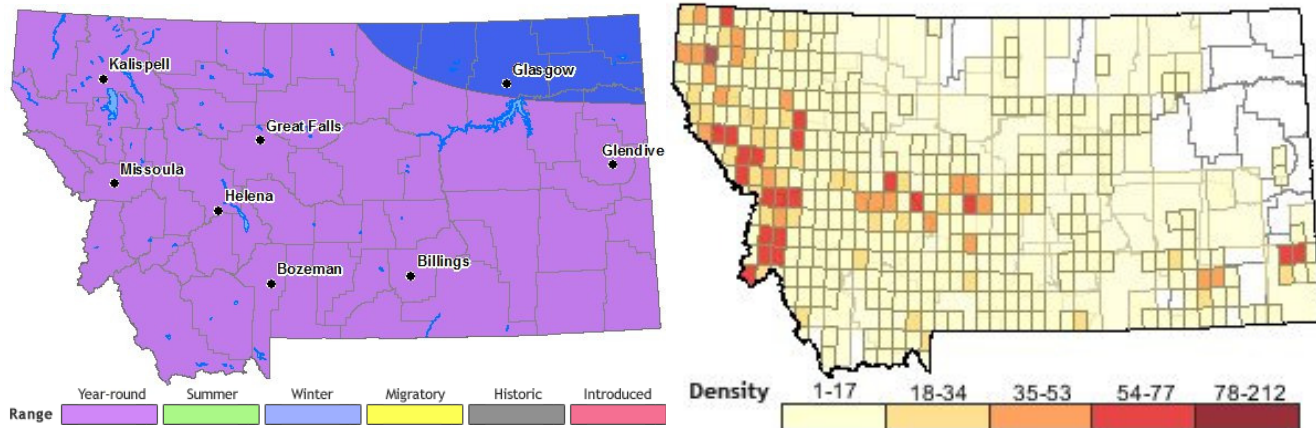 Kalispell
Glasgow
Great Falls
Glendive
Missoula
Helena
Bozeman
Billings
Year-round Summer Winter Migratory Historic Introduced
Range
Density 1-17 18-34 35-53 54-77 78-212